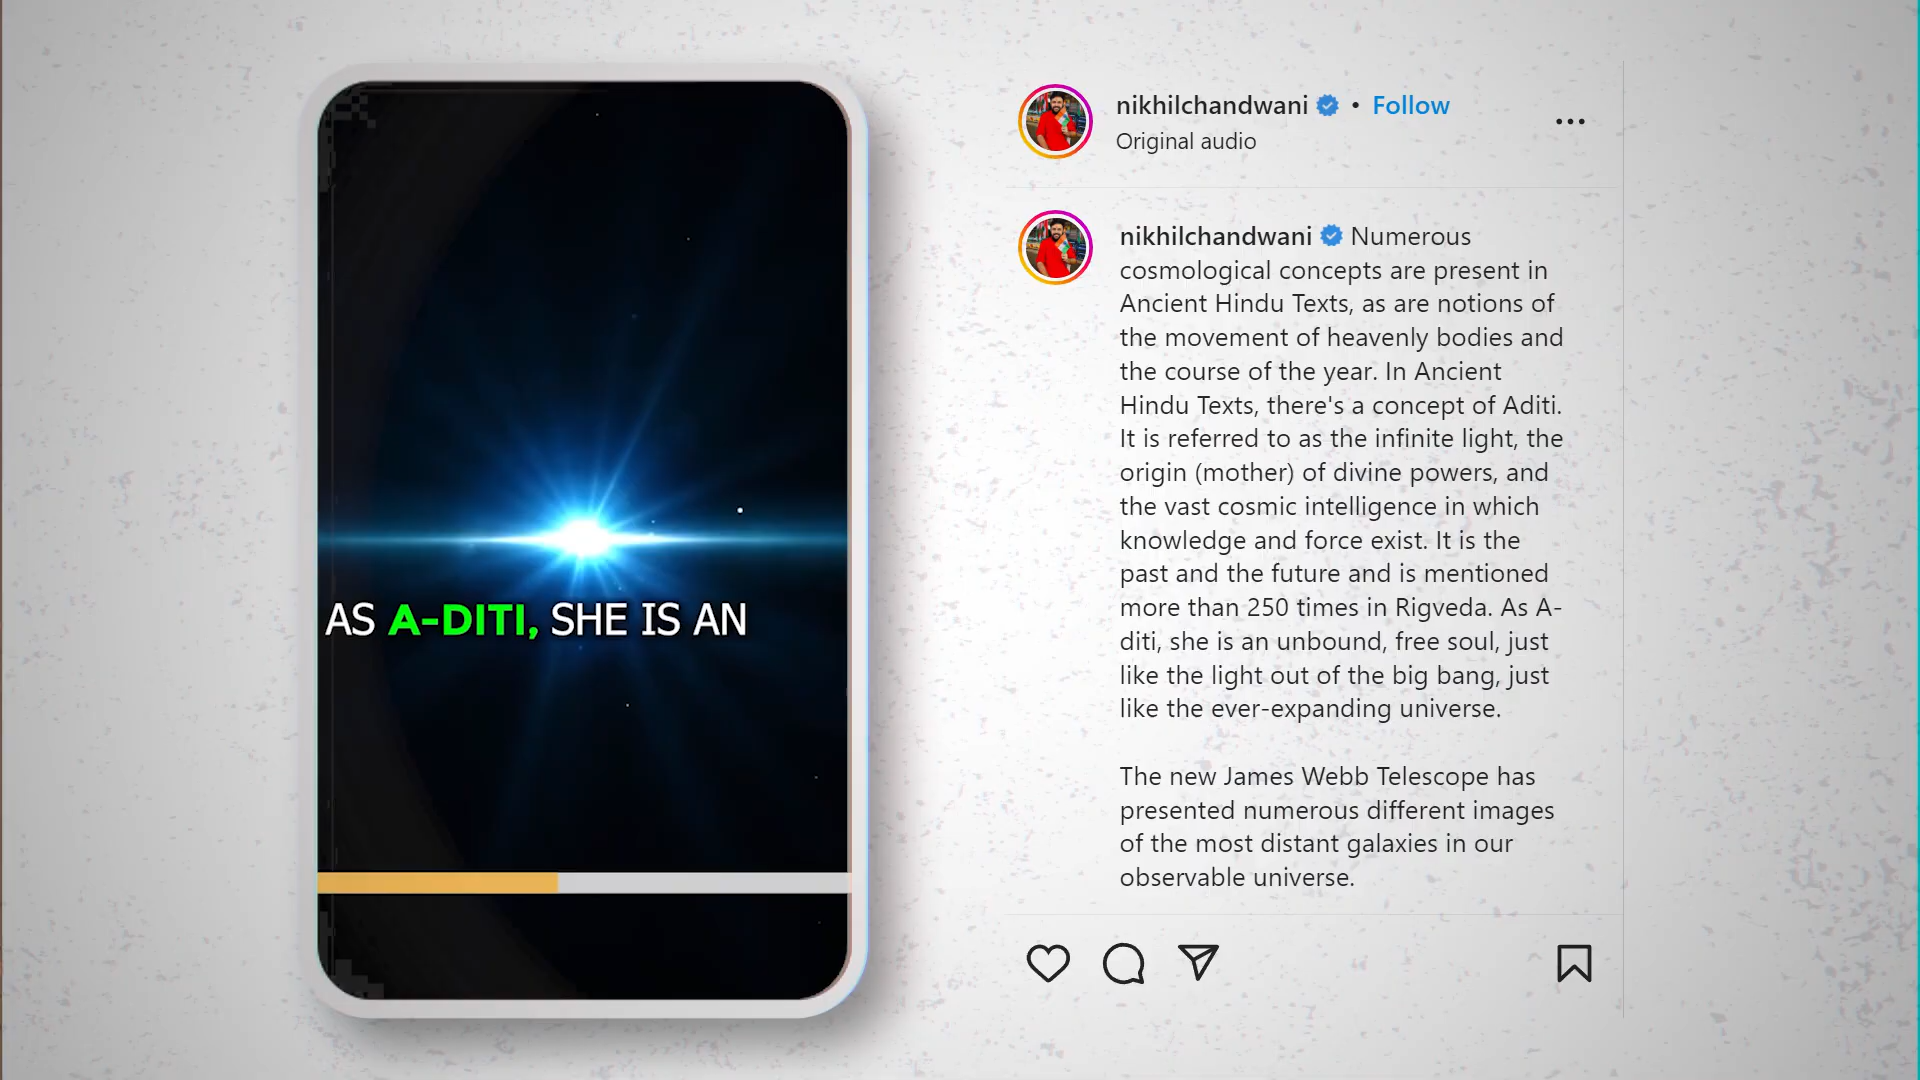 AS A-DITI, SHE IS AN
nikhilchandwani • Follow
Original audio
nikhilchandwani Numerous
cosmological concepts are present in
Ancient Hindu Texts, as are notions of
the movement of heavenly bodies and
the course of the year. In Ancient
Hindu Texts, there's a concept of Aditi.
It is referred to as the infinite light, the
origin (mother) of divine powers, and
the vast cosmic intelligence in which
knowledge and force exist. It is the
past and the future and is mentioned
more than 250 times in Rigveda. As A-
diti, she is an unbound, free soul, just
like the light out of the big bang, just
like the ever-expanding universe.
The new James Webb Telescope has
presented numerous different images
of the most distant galaxies in our
observable universe.